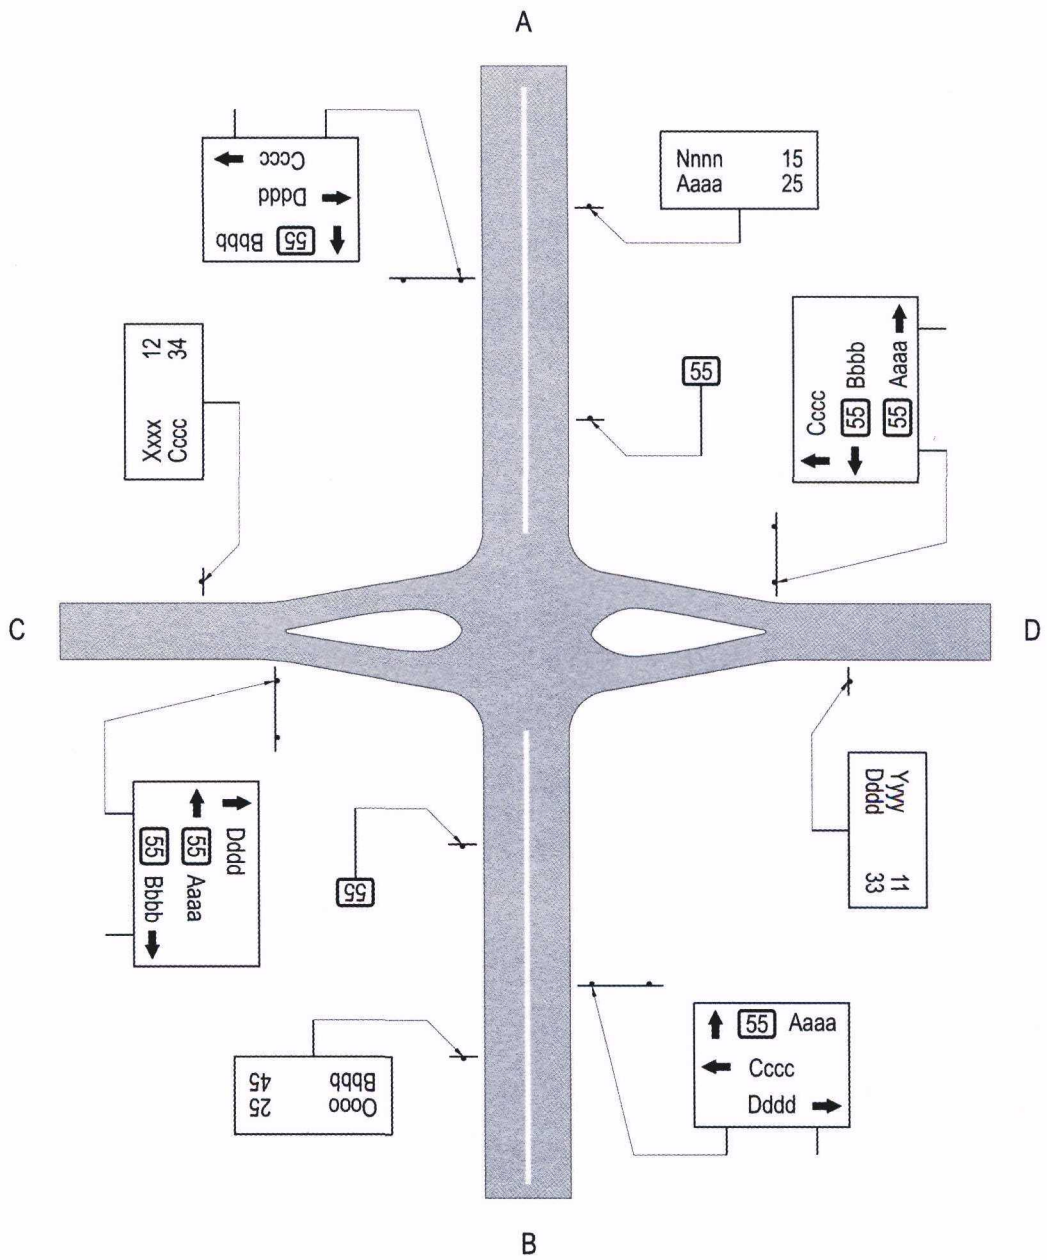 A
Cccc
Dddd
55 Bbbb
Nnnn 15
Aaaa 25
Xxxx 12
Cccc 34
55
Cccc
55 Bbbb
55 Aaaa
C
D
Dddd
55 Aaaa
55 Bbbb
55
Yyyy 11
Dddd 33
Oooo 25
Bbbb 45
55 Aaaa
Cccc
Dddd
B